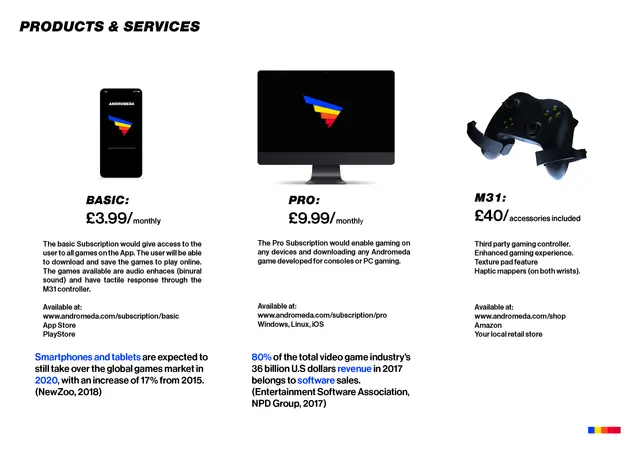 PRODUCTS & SERVICES
ANDROMEDA
BASIC:
£3.99/monthly
The basic Subscription would give access to the
user to all games on the App. The user will be able
to download and save the games to play online.
The games available are audio enhaces (binural
sound) and have tactile response through the
M31 controller.
Available at:
www.andromeda.com/subscription/basic
App Store
PlayStore
Smartphones and tablets are expected to
still take over the global games market in
2020, with an increase of 17% from 2015.
(NewZoo, 2018)
PRO:
£9.99/monthly
The Pro Subscription would enable gaming on
any devices and downloading any Andromeda
game developed for consoles or PC gaming.
Available at:
www.andromeda.com/subscription/pro
Windows, Linux, iOS
80% of the total video game industry's
36 billion U.S dollars revenue in 2017
belongs to software sales.
(Entertainment Software Association,
NPD Group, 2017)
M31:
£40/accessories included
Third party gaming controller.
Enhanced gaming experience.
Texture pad feature
Haptic mappers (on both wrists).
Available at:
www.andromeda.com/shop
Amazon
Your local retail store